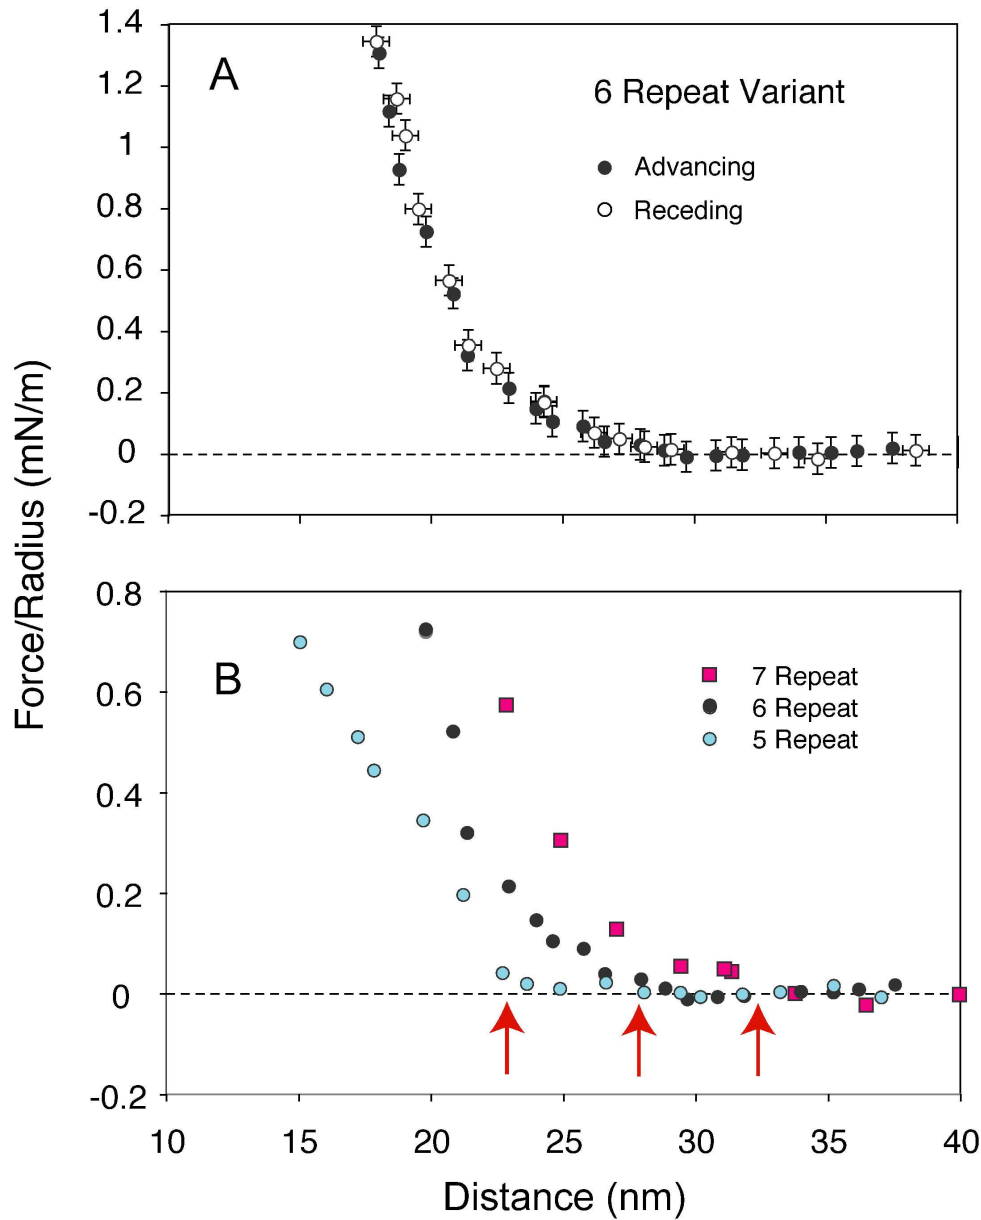 1.4
1.2
1
0.8
0.6
0.4
0.2
0
-0.2
A
6 Repeat Variant
Advancing
Receding
Force/Radius (mN/m)
0.8
0.6
0.4
0.2
0
-0.2
B
7 Repeat
6 Repeat
5 Repeat
10 15 20 25 30 35 40
Distance (nm)